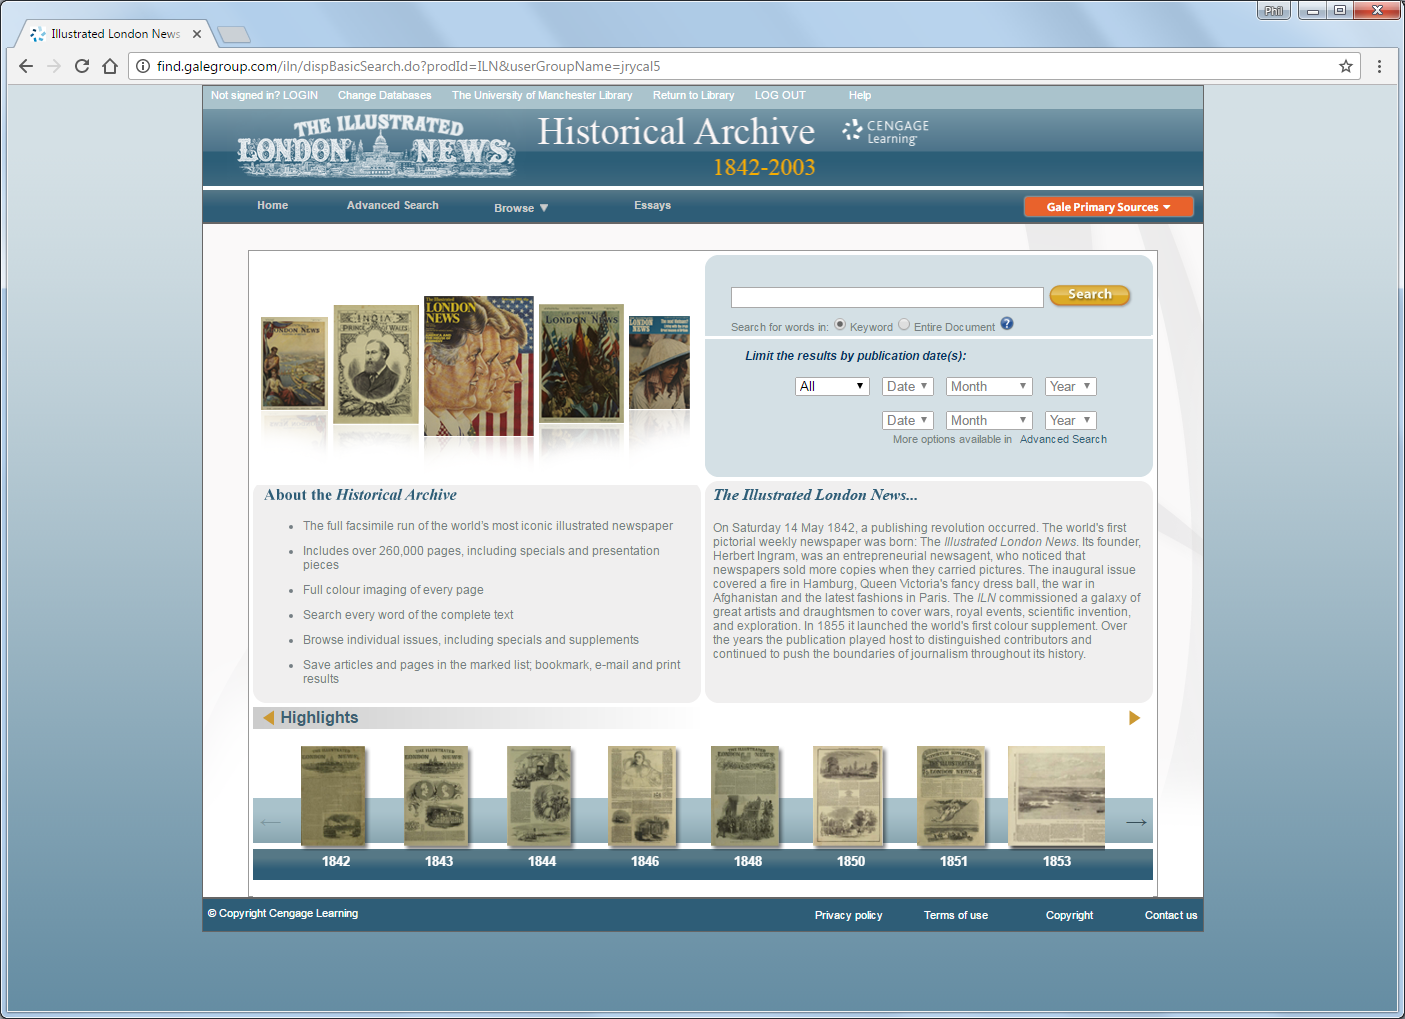 Phil
Illustrated London News
find.galegroup.com/iln/dispBasicSearch.do?prodId=ILN&userGroupName=jrycal5
Not signed in? LOGIN Change Databases The University of Manchester Library Return to Library LOG OUT Help
THE ILLUSTRATED
LONDON NEWS.
Historical Archive
1842-2003
CENGAGE
Learning
Home Advanced Search Browse ▼ Essays Gale Primary Sources
Search
Search for words in: Keyword Entire Document ?
Limit the results by publication date(s):
All Date Month Year
Date Month Year
More options available in Advanced Search
LONDON NEWS
INDIA
PRINCE OF WALES
The Illustrated
LONDON
NEWS
LONDON NEWS
LONDON
NEWS
About the Historical Archive
• The full facsimile run of the world's most iconic illustrated newspaper
• Includes over 260,000 pages, including specials and presentation
pieces
• Full colour imaging of every page
• Search every word of the complete text
• Browse individual issues, including specials and supplements
• Save articles and pages in the marked list; bookmark, e-mail and print
results
The Illustrated London News...
On Saturday 14 May 1842, a publishing revolution occurred. The world's first
pictorial weekly newspaper was born: The Illustrated London News. Its founder,
Herbert Ingram, was an entrepreneurial newsagent, who noticed that
newspapers sold more copies when they carried pictures. The inaugural issue
covered a fire in Hamburg, Queen Victoria's fancy dress ball, the war in
Afghanistan and the latest fashions in Paris. The ILN commissioned a galaxy of
great artists and draughtsmen to cover wars, royal events, scientific invention,
and exploration. In 1855 it launched the world's first colour supplement. Over
the years the publication played host to distinguished contributors and
continued to push the boundaries of journalism throughout its history.
Highlights
1842 1843 1844 1846 1848 1850 1851 1853
© Copyright Cengage Learning Privacy policy Terms of use Copyright Contact us